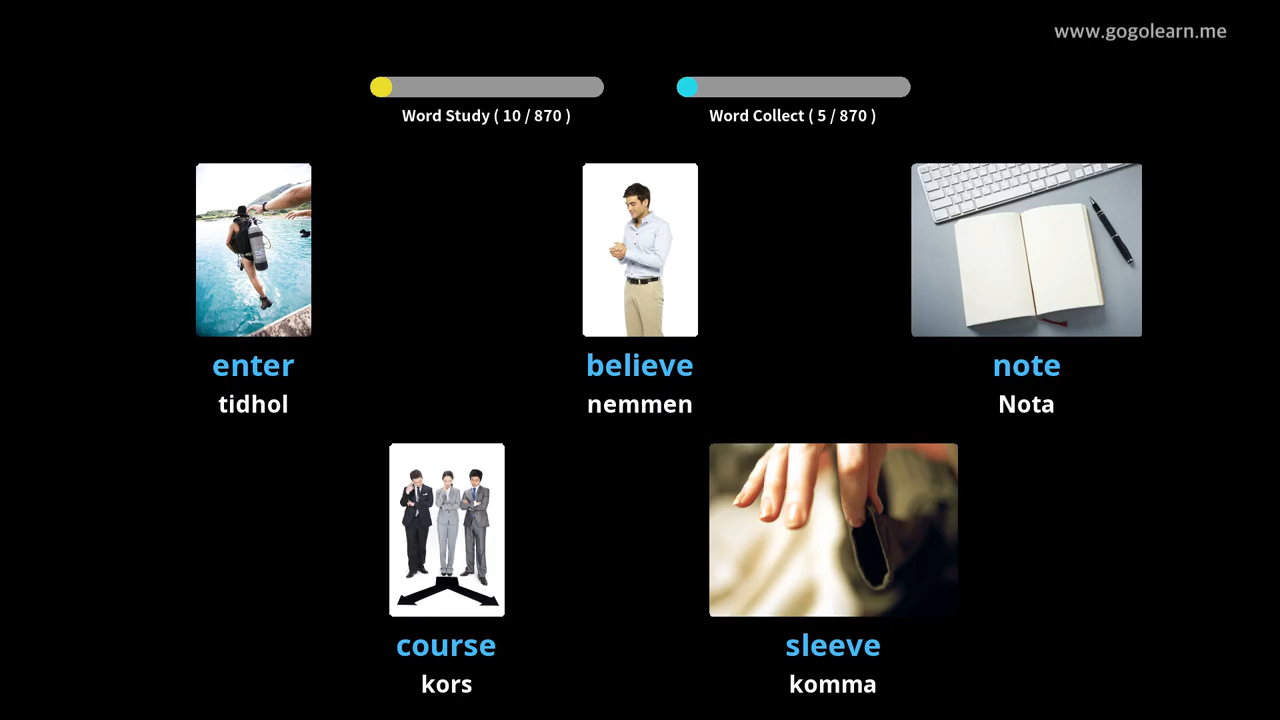 www.gogolearn.me
Word Study ( 10 / 870 )
Word Collect ( 5 / 870 )
enter
tidhol
believe
nemmen
note
Nota
course
kors
sleeve
komma